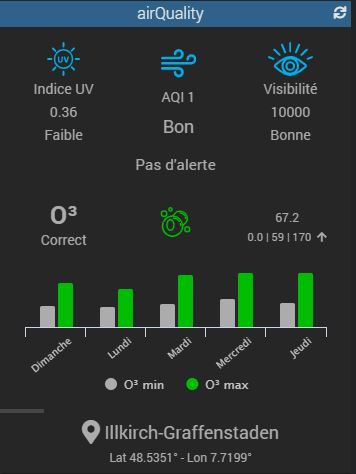 airQuality
UV
Indice UV
0.36
Faible
AQI 1
Bon
Visibilité
10000
Bonne
Pas d'alerte
O³
Correct
67.2
0.0 | 59 | 170
Dimanche
Lundi
Mardi
Mercredi
Jeudi
O³ min
O³ max
Illkirch-Graffenstaden
Lat 48.5351° - Lon 7.7199°